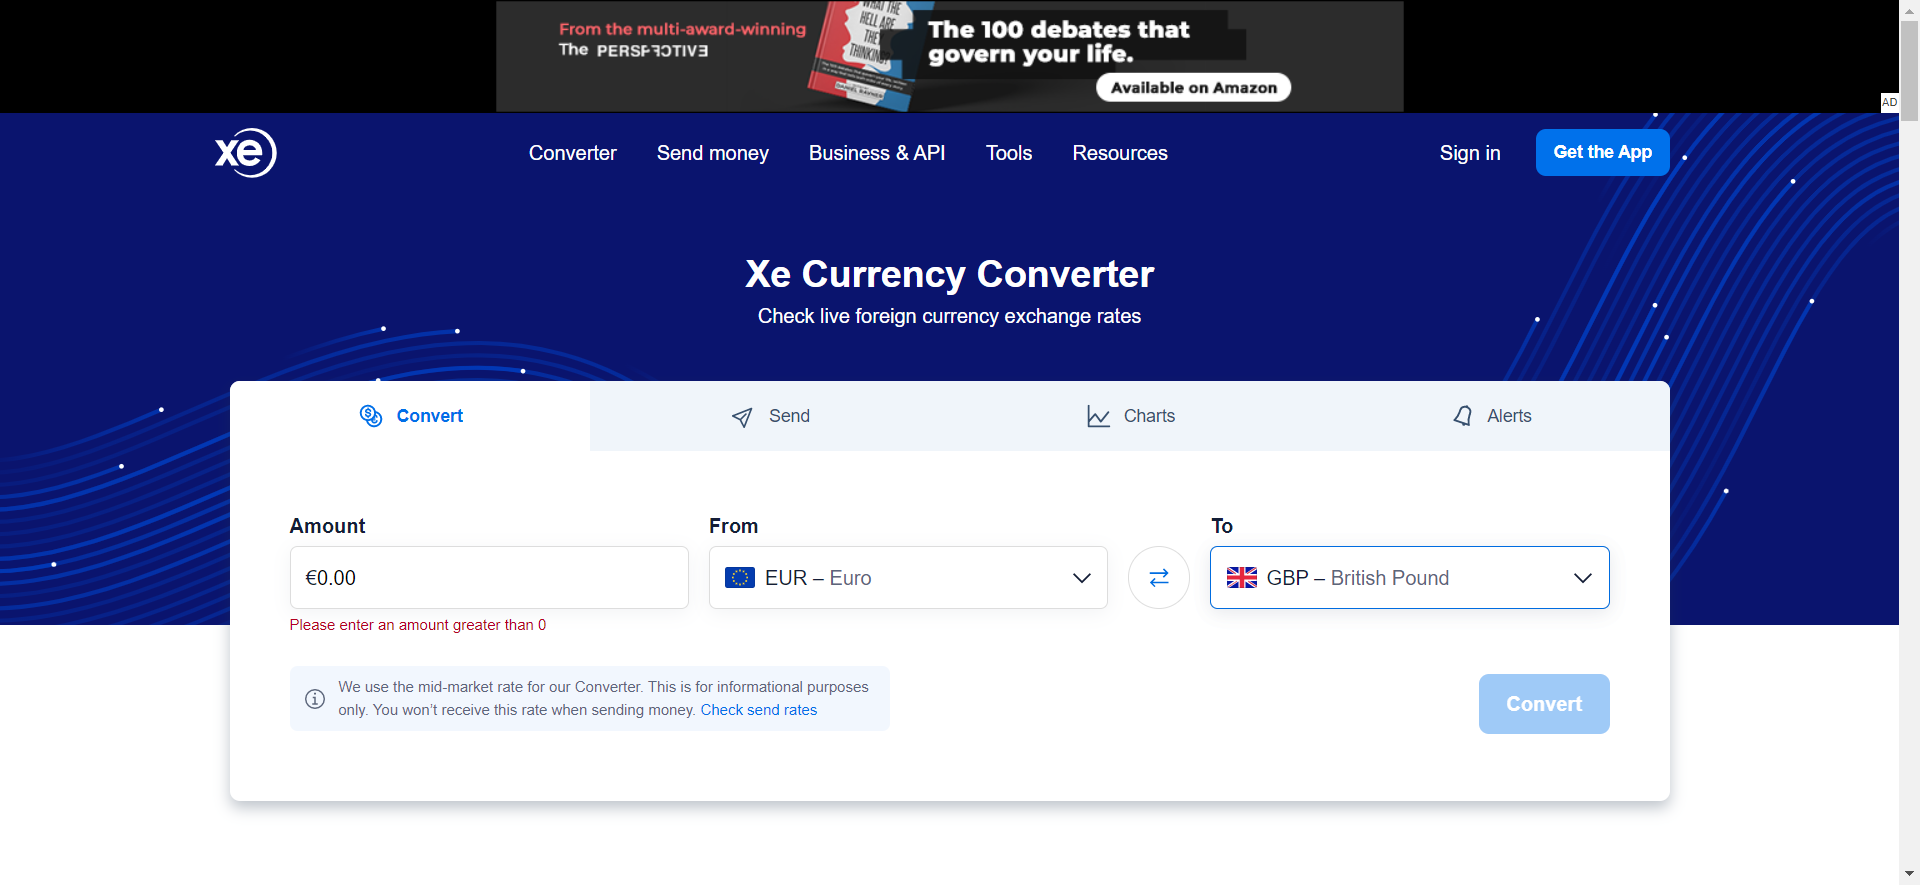 From the multi-award-winning
The PERSPECTIVE
WHAT THE
HELL ARE
THEY
THINKING?
DANIEL RAVNER
The 100 debates that
govern your life.
Available on Amazon
AD
xe
Converter
Send money
Business & API
Tools
Resources
Sign in
Get the App
Xe Currency Converter
Check live foreign currency exchange rates
Convert
Send
Charts
Alerts
Amount
From
To
€0.00
EUR – Euro
GBP – British Pound
Please enter an amount greater than 0
We use the mid-market rate for our Converter. This is for informational purposes
only. You won’t receive this rate when sending money. Check send rates
Convert